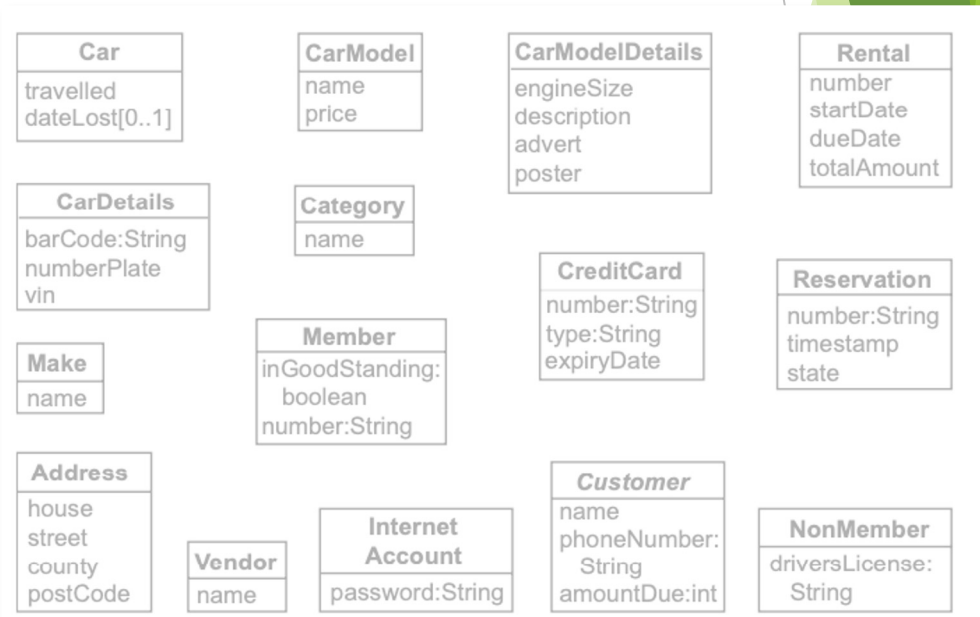 Car
travelled
dateLost[0..1]
CarModel
name
price
CarModelDetails
engineSize
description
advert
poster
Rental
number
startDate
dueDate
totalAmount
CarDetails
barCode:String
numberPlate
vin
Category
name
CreditCard
number:String
type:String
expiryDate
Reservation
number:String
timestamp
state
Make
name
Member
inGoodStanding:
boolean
number:String
Address
house
street
county
postCode
Vendor
name
Internet
Account
password:String
Customer
name
phoneNumber:
String
amountDue:int
NonMember
driversLicense:
String